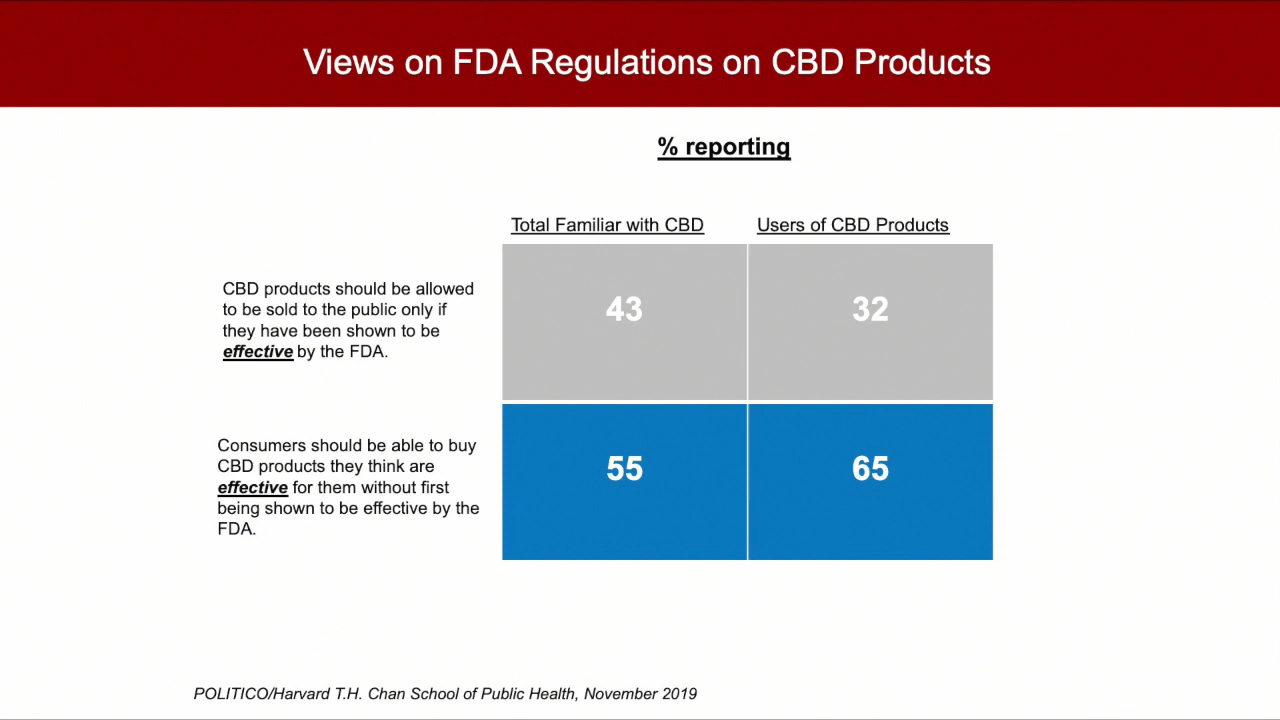 Views on FDA Regulations on CBD Products
% reporting
Total Familiar with CBD
Users of CBD Products
CBD products should be allowed
to be sold to the public only if
they have been shown to be
effective by the FDA.
43
32
Consumers should be able to buy
CBD products they think are
effective for them without first
being shown to be effective by the
FDA.
55
65
POLITICO/Harvard T.H. Chan School of Public Health, November 2019